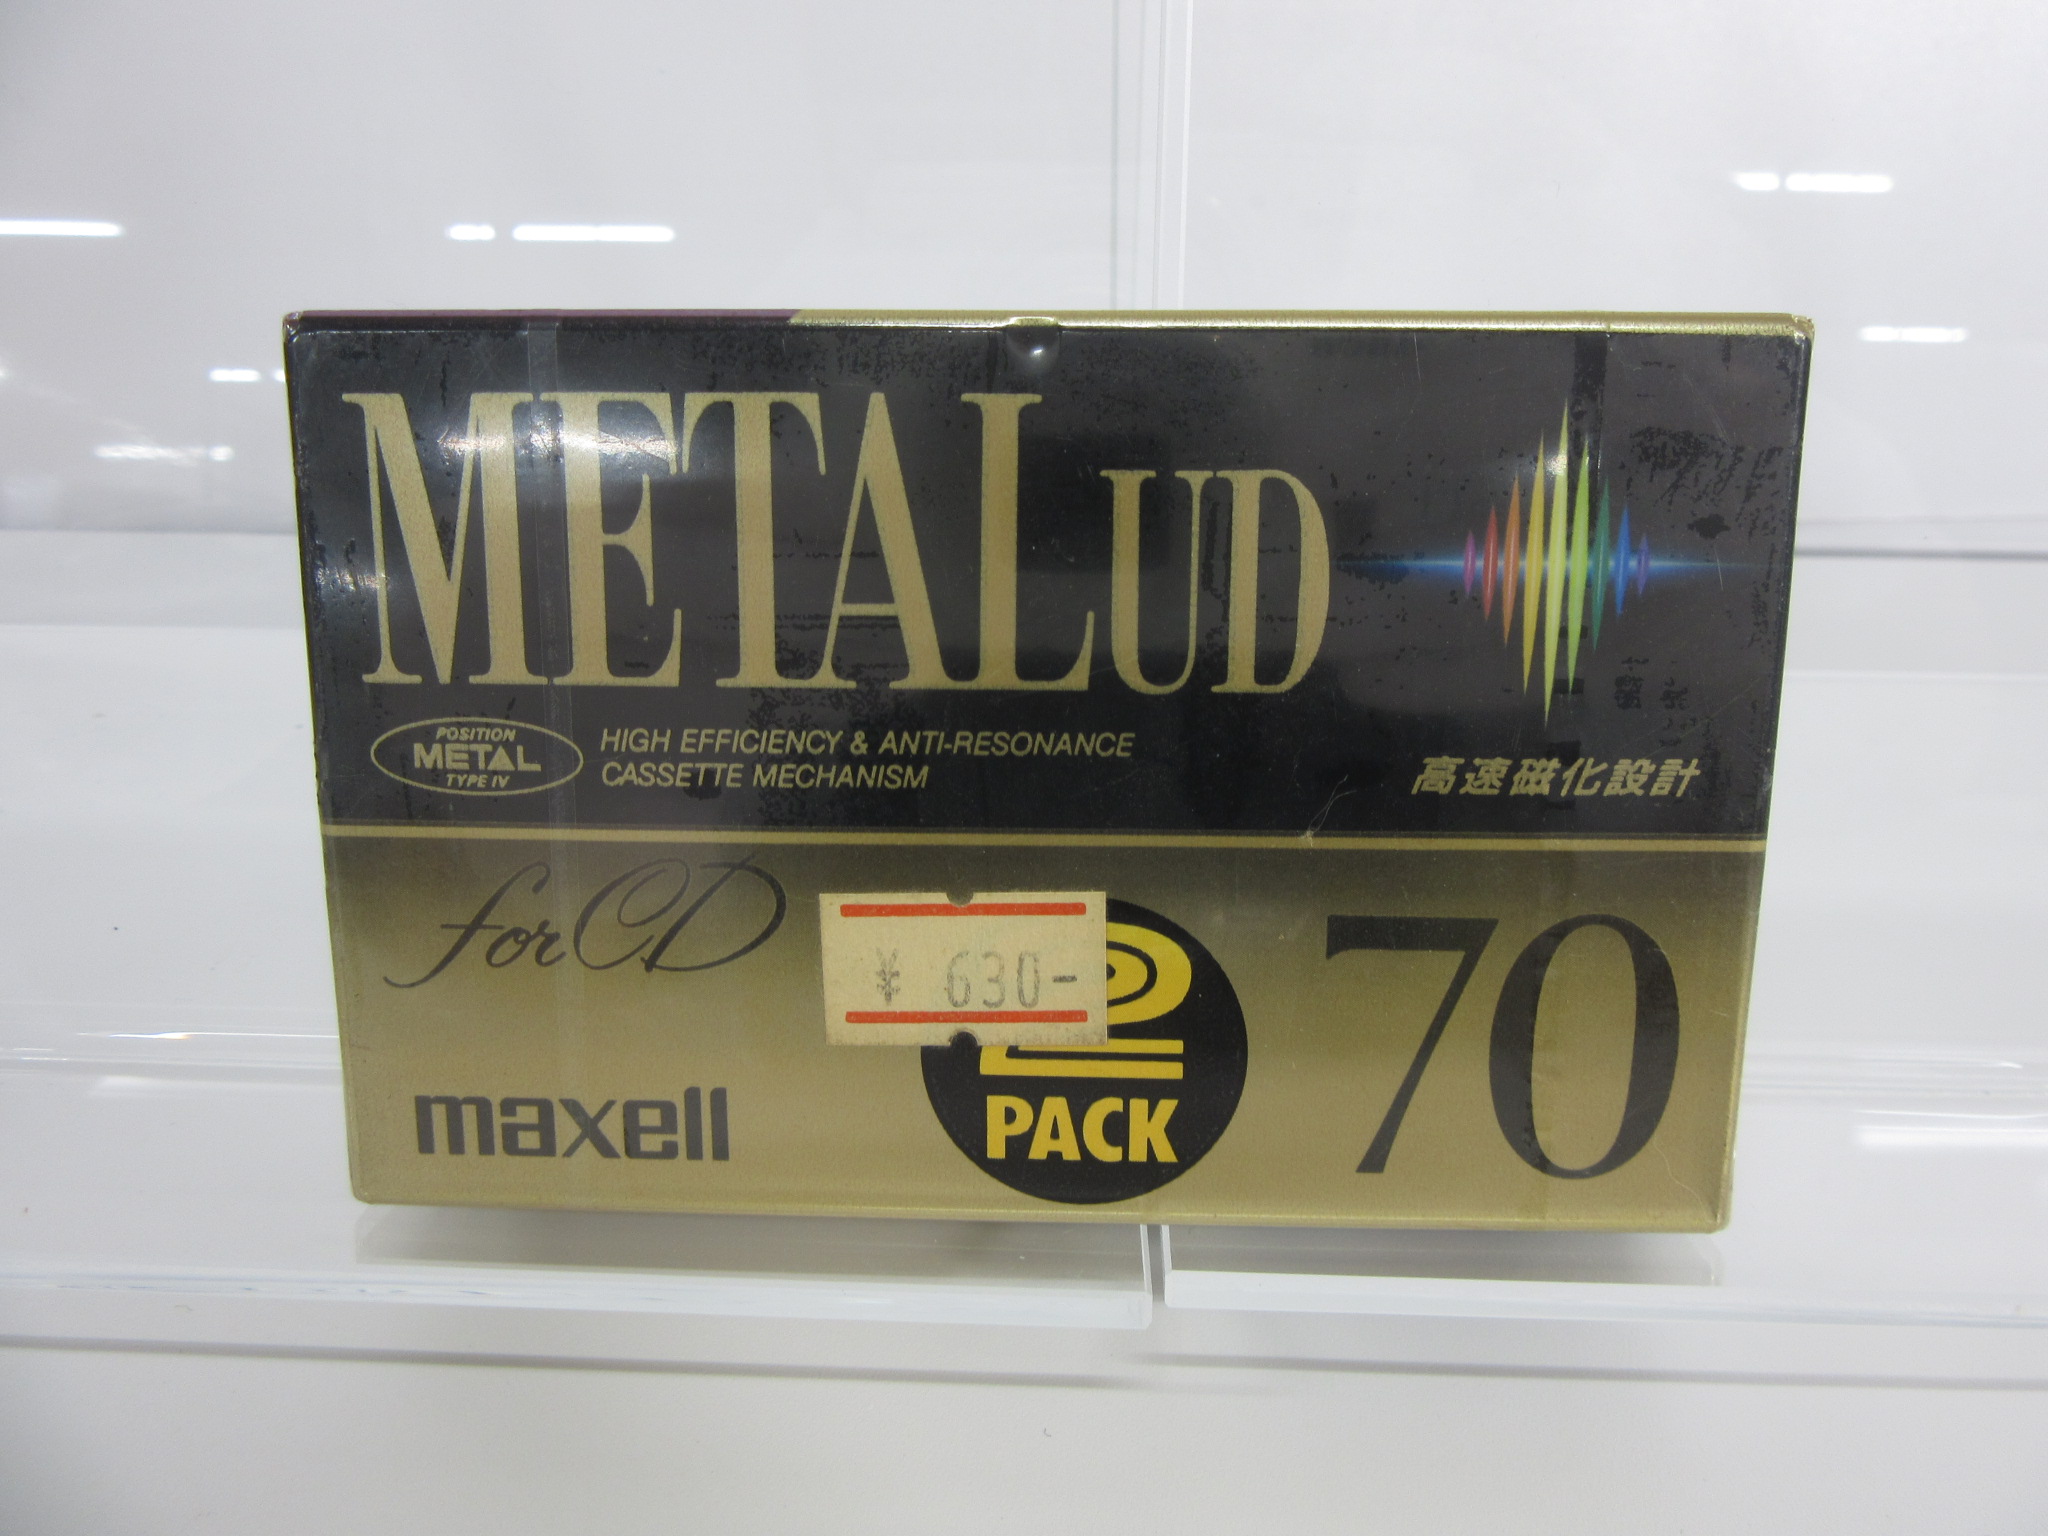 METAL UD
POSITION
METAL
TYPE IV
HIGH EFFICIENCY & ANTI-RESONANCE
CASSETTE MECHANISM
高速磁化設計
for CD
¥ 630-
2
PACK
70
maxell